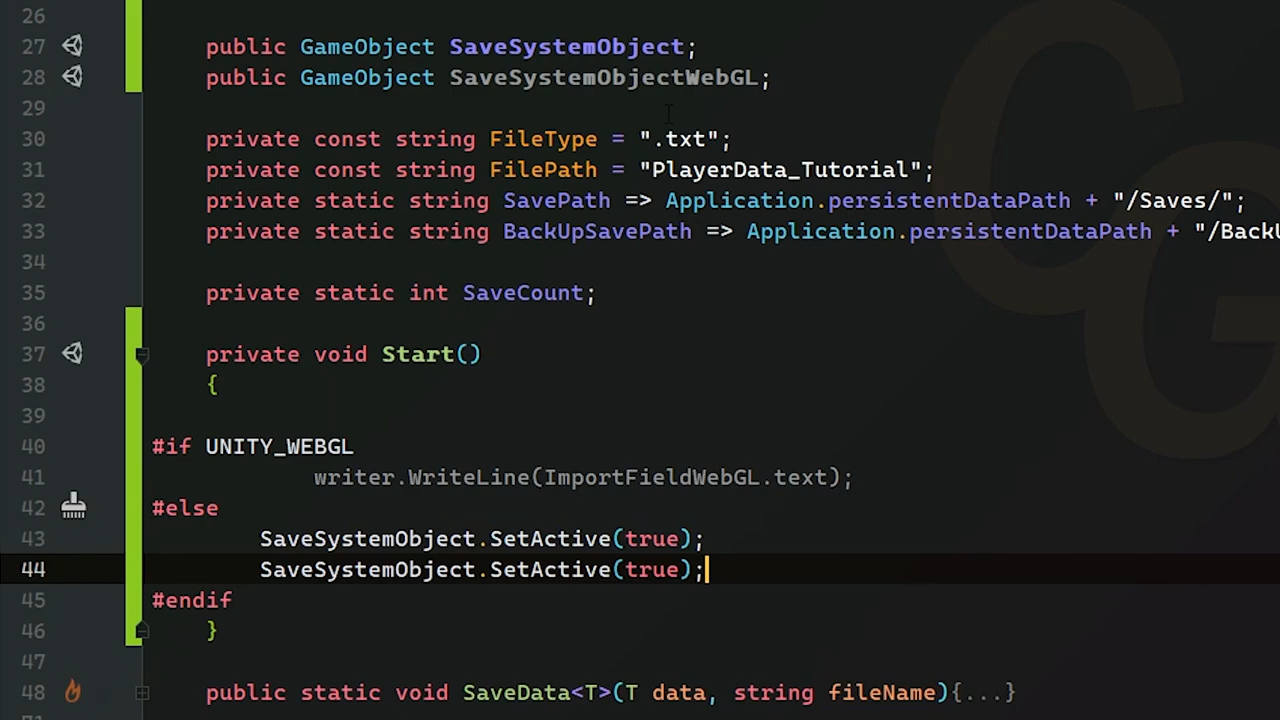 26
27 public GameObject SaveSystemObject;
28 public GameObject SaveSystemObjectWebGL;
29
30 private const string FileType = ".txt";
31 private const string FilePath = "PlayerData_Tutorial";
32 private static string SavePath => Application.persistentDataPath + "/Saves/";
33 private static string BackUpSavePath => Application.persistentDataPath + "/BackU
34
35 private static int SaveCount;
36
37 private void Start()
38 {
39
40 #if UNITY_WEBGL
41 writer.WriteLine(ImportFieldWebGL.text);
42 #else
43 SaveSystemObject.SetActive(true);
44 SaveSystemObject.SetActive(true);
45 #endif
46 }
47
48 public static void SaveData<T>(T data, string fileName){...}
CG